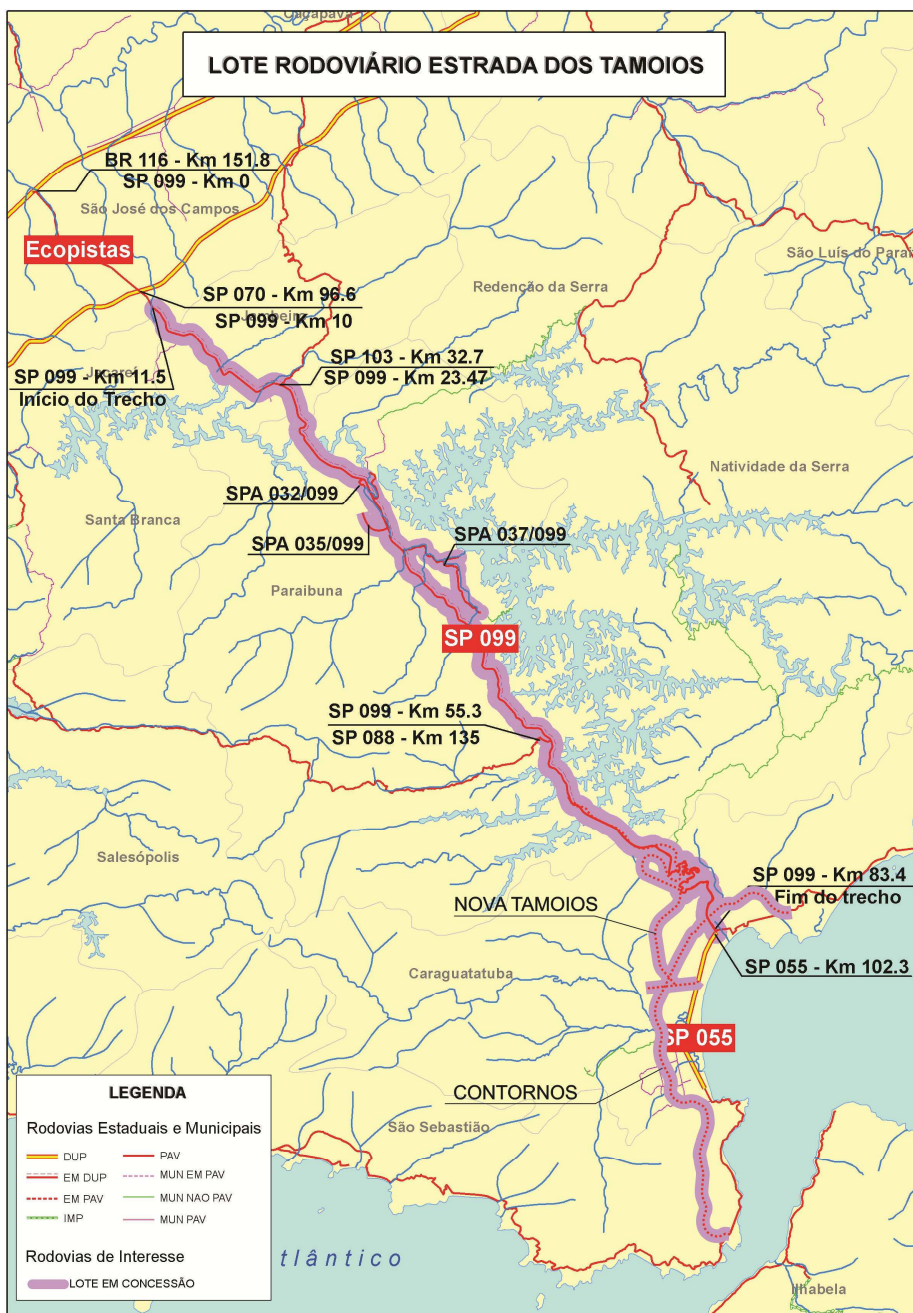 Caçapava
LOTE RODOVIÁRIO ESTRADA DOS TAMOIOS
BR 116 - Km 151.8
SP 099 - Km 0
São José dos Campos
Ecopistas
São Luís do Parai
Redenção da Serra
SP 070 - Km 96.6
SP 099 - Km 10
Jambeiro
SP 103 - Km 32.7
SP 099 - Km 23.47
Jacareí
SP 099 - Km 11.5
Início do Trecho
Natividade da Serra
SPA 032/099
Santa Branca
SPA 035/099
SPA 037/099
Paraibuna
SP 099
SP 099 - Km 55.3
SP 088 - Km 135
Salesópolis
SP 099 - Km 83.4
Fim do trecho
NOVA TAMOIOS
SP 055 - Km 102.3
Caraguatatuba
SP 055
CONTORNOS
São Sebastião
LEGENDA
Rodovias Estaduais e Municipais
DUP
PAV
EM DUP
MUN EM PAV
EM PAV
MUN NAO PAV
IMP
MUN PAV
Rodovias de Interesse
LOTE EM CONCESSÃO
tlântico
Ilhabela